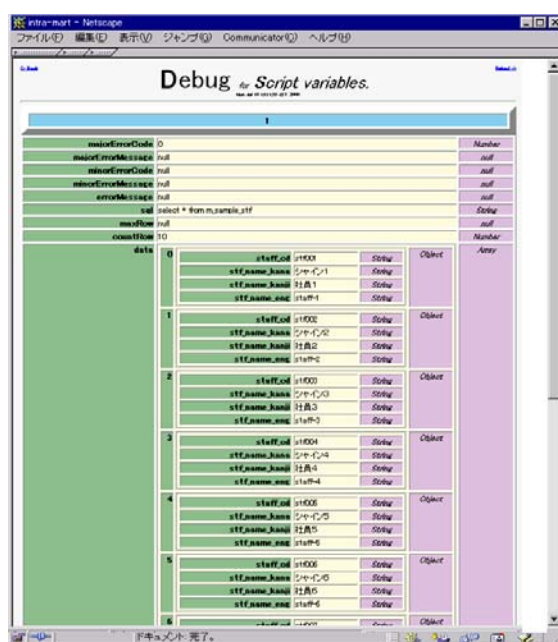 intra-mart - Netscape
ファイル(F) 編集(E) 表示(V) ジャンプ(G) Communicator(C) ヘルプ(H)
Debug for Script variables.
1
majorErrorCode 0 Number
majorErrorMessage null null
minorErrorCode null null
minorErrorMessage null null
errorMessage null null
sql select * from m_sample_stf String
maxRow null null
countRow 10 Number
data Array
0 staff_cd stf001 String Object
stf_name_kana シャイン1 String
stf_name_kanji 社員1 String
stf_name_eng staff-1 String
1 staff_cd stf002 String Object
stf_name_kana シャイン2 String
stf_name_kanji 社員2 String
stf_name_eng staff-2 String
2 staff_cd stf003 String Object
stf_name_kana シャイン3 String
stf_name_kanji 社員3 String
stf_name_eng staff-3 String
3 staff_cd stf004 String Object
stf_name_kana シャイン4 String
stf_name_kanji 社員4 String
stf_name_eng staff-4 String
4 staff_cd stf005 String Object
stf_name_kana シャイン5 String
stf_name_kanji 社員5 String
stf_name_eng staff-5 String
5 staff_cd stf006 String Object
stf_name_kana シャイン6 String
stf_name_kanji 社員6 String
stf_name_eng staff-6 String
6 staff_cd stf007 String Object
ドキュメント: 完了。